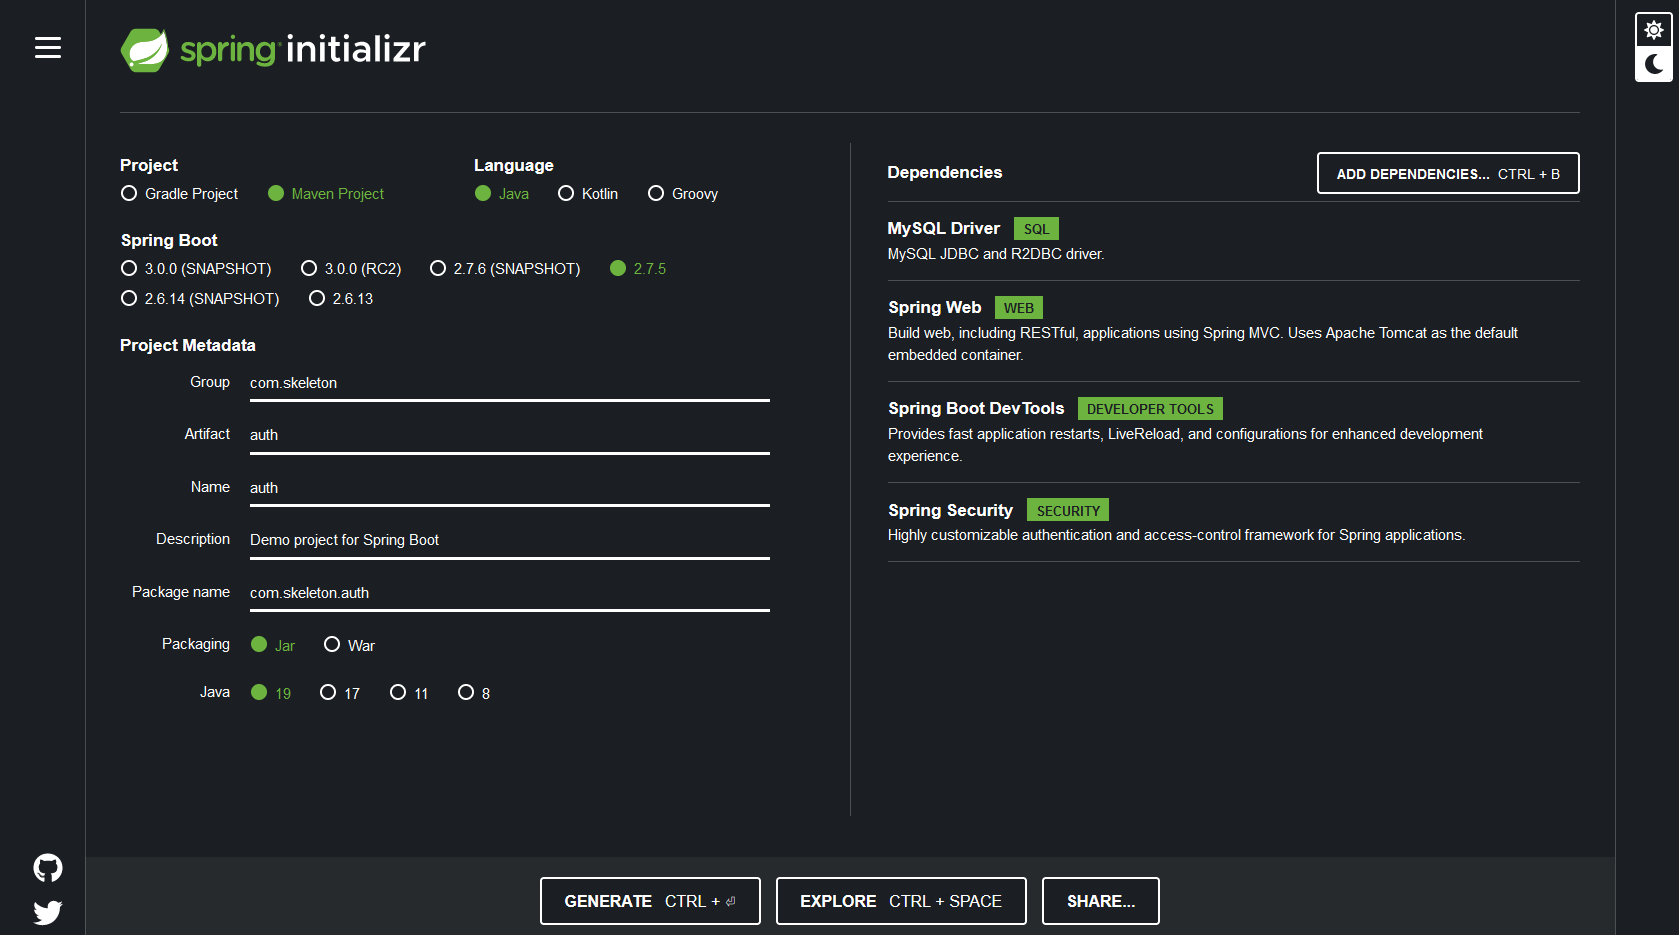 spring initializr
Project
Gradle Project Maven Project
Language
Java Kotlin Groovy
Spring Boot
3.0.0 (SNAPSHOT) 3.0.0 (RC2) 2.7.6 (SNAPSHOT) 2.7.5
2.6.14 (SNAPSHOT) 2.6.13
Project Metadata
Group com.skeleton
Artifact auth
Name auth
Description Demo project for Spring Boot
Package name com.skeleton.auth
Packaging Jar War
Java 19 17 11 8
Dependencies
ADD DEPENDENCIES... CTRL + B
MySQL Driver SQL
MySQL JDBC and R2DBC driver.
Spring Web WEB
Build web, including RESTful, applications using Spring MVC. Uses Apache Tomcat as the default
embedded container.
Spring Boot DevTools DEVELOPER TOOLS
Provides fast application restarts, LiveReload, and configurations for enhanced development
experience.
Spring Security SECURITY
Highly customizable authentication and access-control framework for Spring applications.
GENERATE CTRL + ⏎
EXPLORE CTRL + SPACE
SHARE...